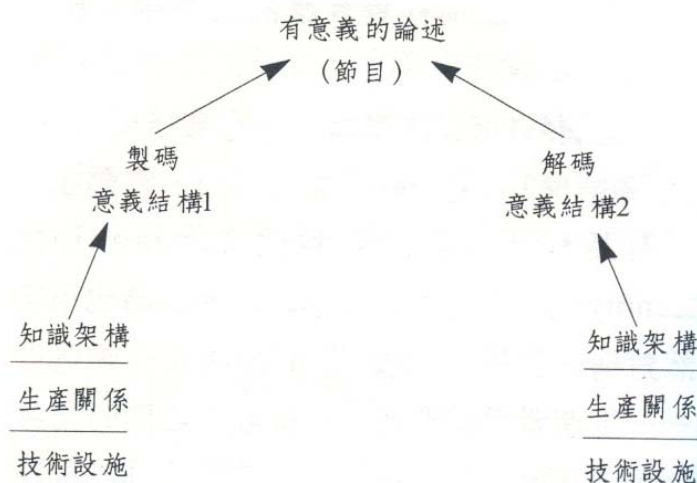 有意義的論述
(節目)
製碼
意義結構1
解碼
意義結構2
知識架構
生產關係
技術設施
知識架構
生產關係
技術設施